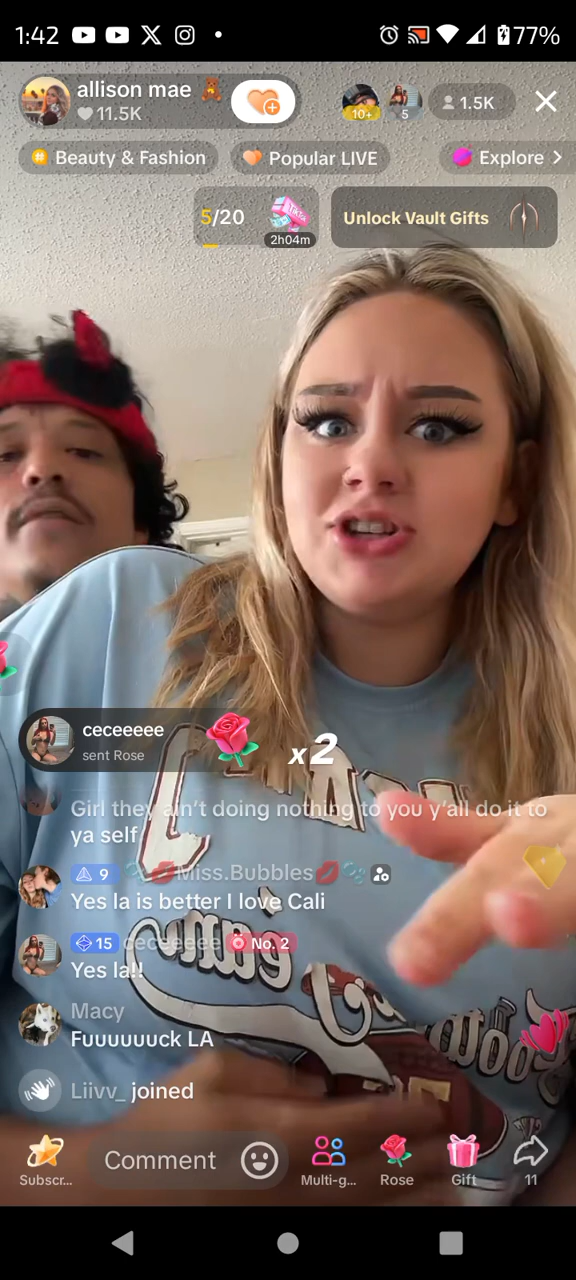 1:42
77%
allison mae 🧸
11.5K
10+
5
1.5K
Beauty & Fashion
Popular LIVE
Explore
5/20
TikTok
2h04m
Unlock Vault Gifts
ceceeeee
sent Rose
x2
Girl they ain't doing nothing to you y'all do it to
ya self
9 🫧💋Miss.Bubbles💋🫧
Yes la is better I love Cali
15 ceceeeee No. 2
Yes la!!
Macy
Fuuuuuuck LA
Liivv_ joined
Subscr...
Comment
Multi-g...
Rose
Gift
11